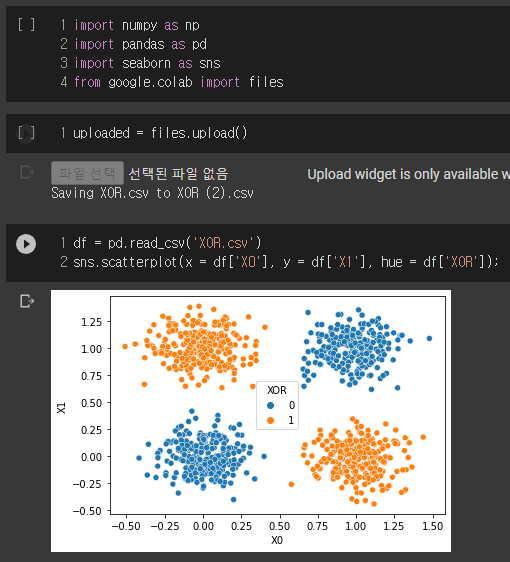 [ ]
1 import numpy as np
2 import pandas as pd
3 import seaborn as sns
4 from google.colab import files
[ ]
1 uploaded = files.upload()
파일 선택 선택된 파일 없음 Upload widget is only available w
Saving XOR.csv to XOR (2).csv
1 df = pd.read_csv('XOR.csv')
2 sns.scatterplot(x = df['X0'], y = df['X1'], hue = df['XOR']);
1.25
1.00
0.75
0.50
0.25
0.00
−0.25
−0.50
X1
XOR
0
1
−0.50 −0.25 0.00 0.25 0.50 0.75 1.00 1.25 1.50
X0